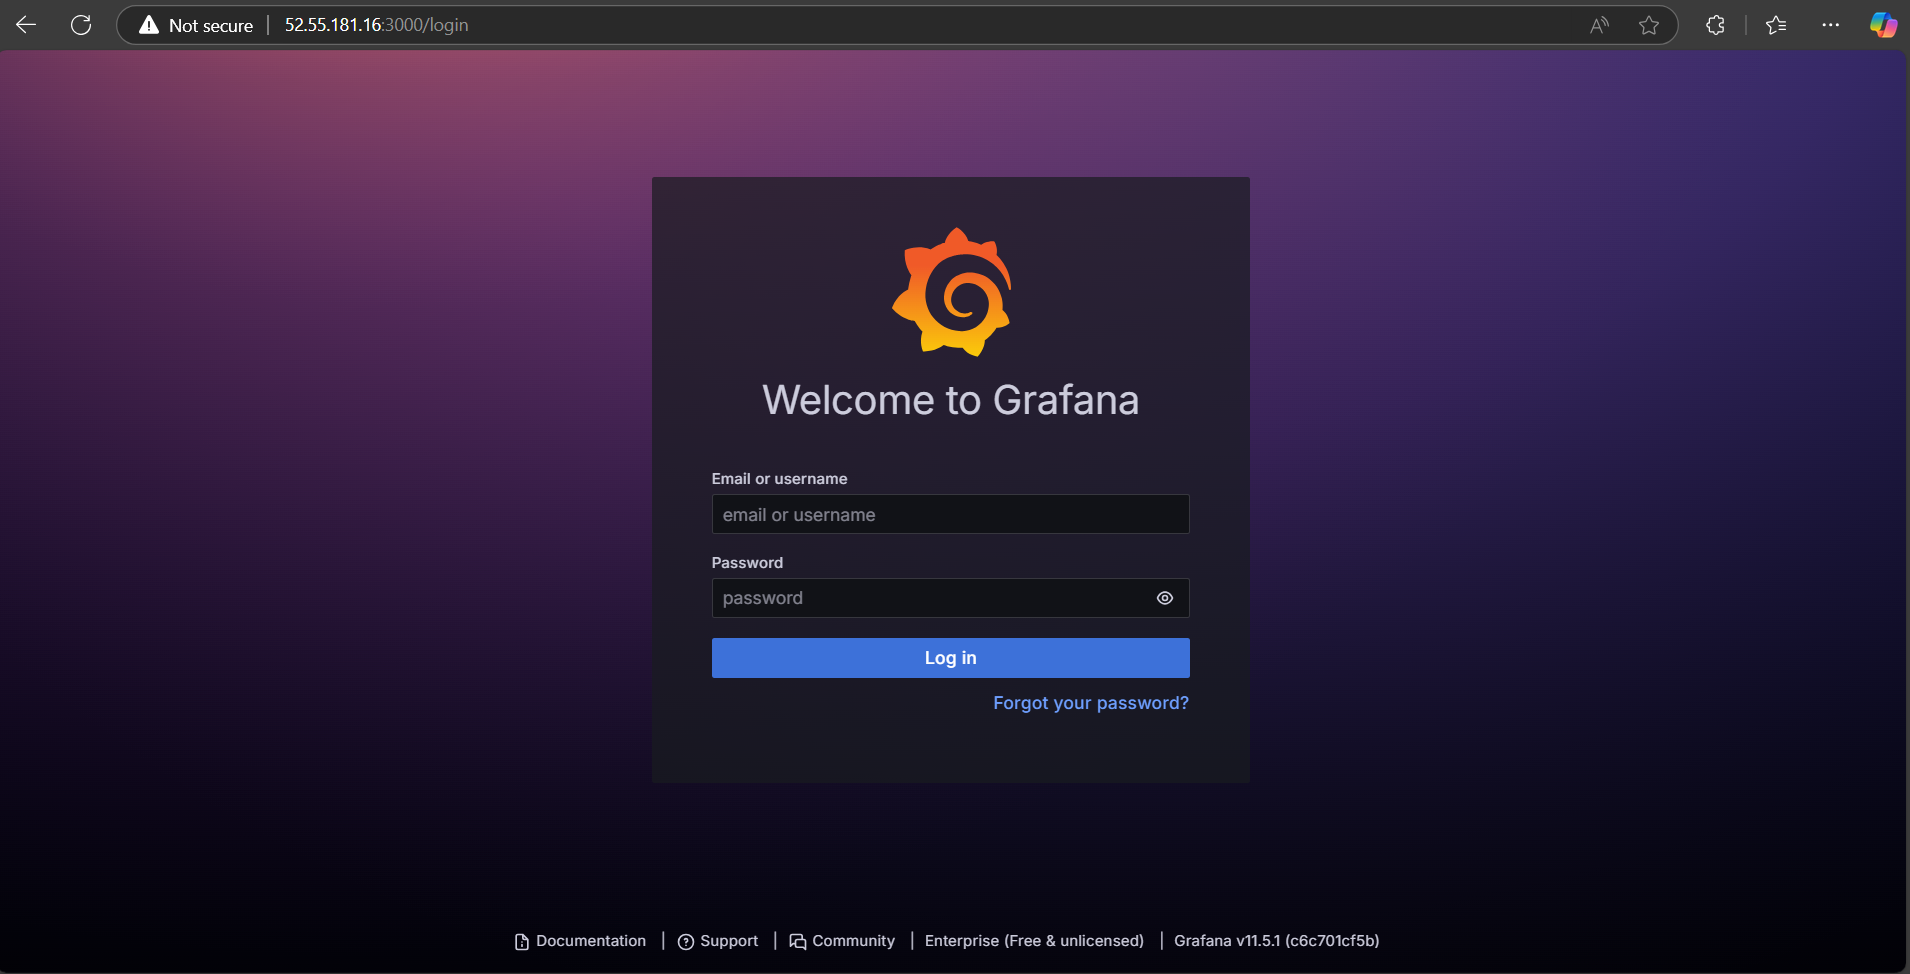 Not secure 52.55.181.16:3000/login
Welcome to Grafana
Email or username
email or username
Password
password
Log in
Forgot your password?
Documentation | Support | Community | Enterprise (Free & unlicensed) | Grafana v11.5.1 (c6c701cf5b)